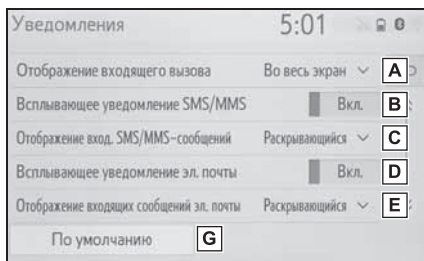 Уведомления 5:01
Отображение входящего вызова Во весь экран A
Всплывающее уведомление SMS/MMS Вкл. B
Отображение вход. SMS/MMS-сообщений Раскрывающийся C
Всплывающее уведомление эл. почты Вкл. D
Отображение входящих сообщений эл. почты Раскрывающийся E
По умолчанию G